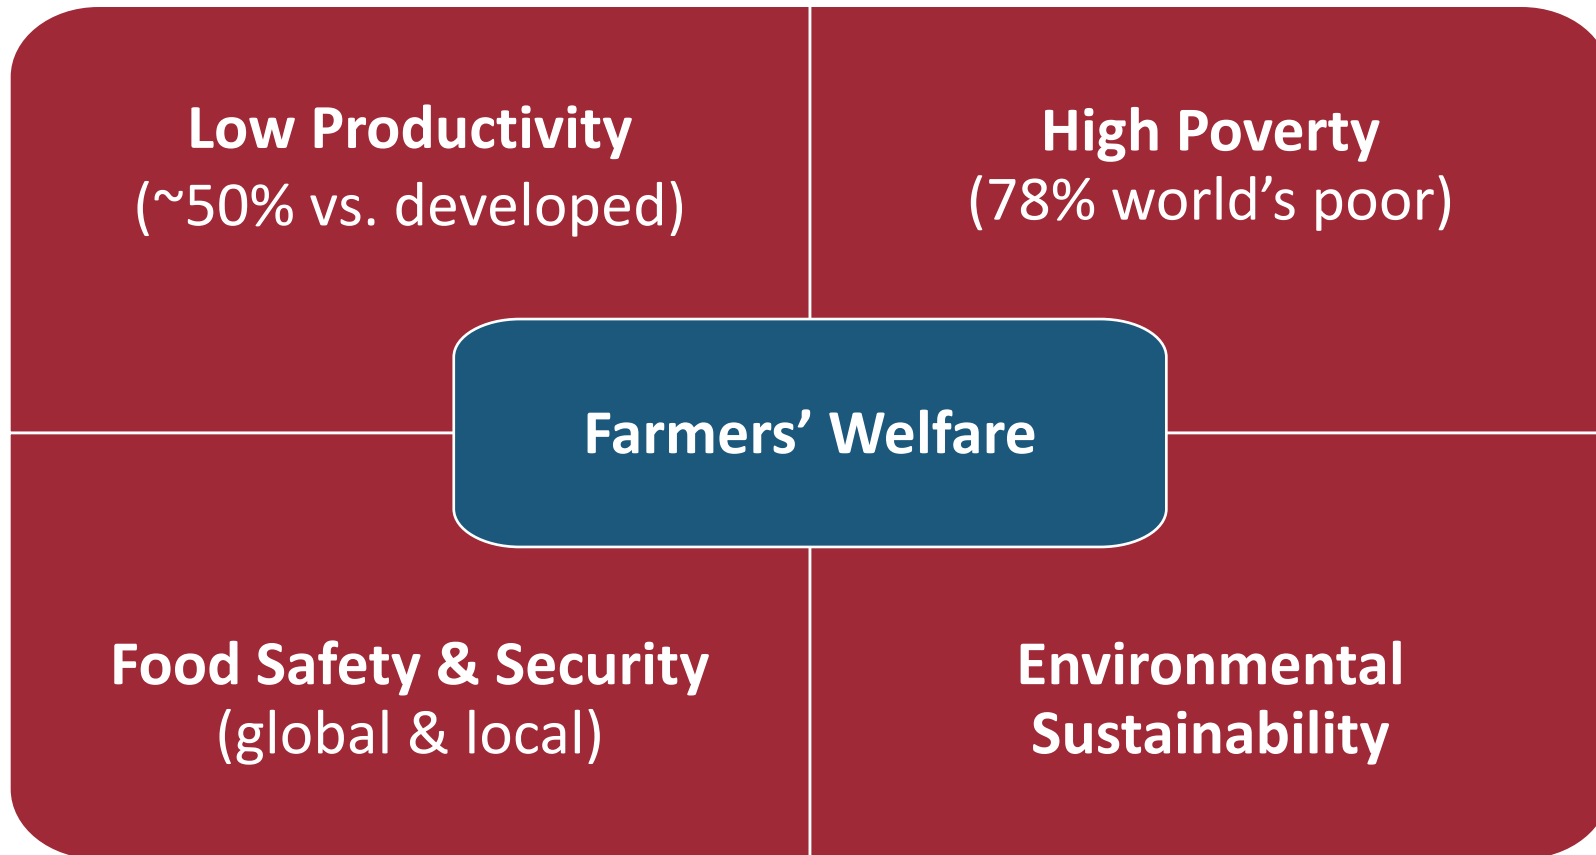 Low Productivity
(~50% vs. developed)
High Poverty
(78% world’s poor)
Farmers’ Welfare
Food Safety & Security
(global & local)
Environmental
Sustainability